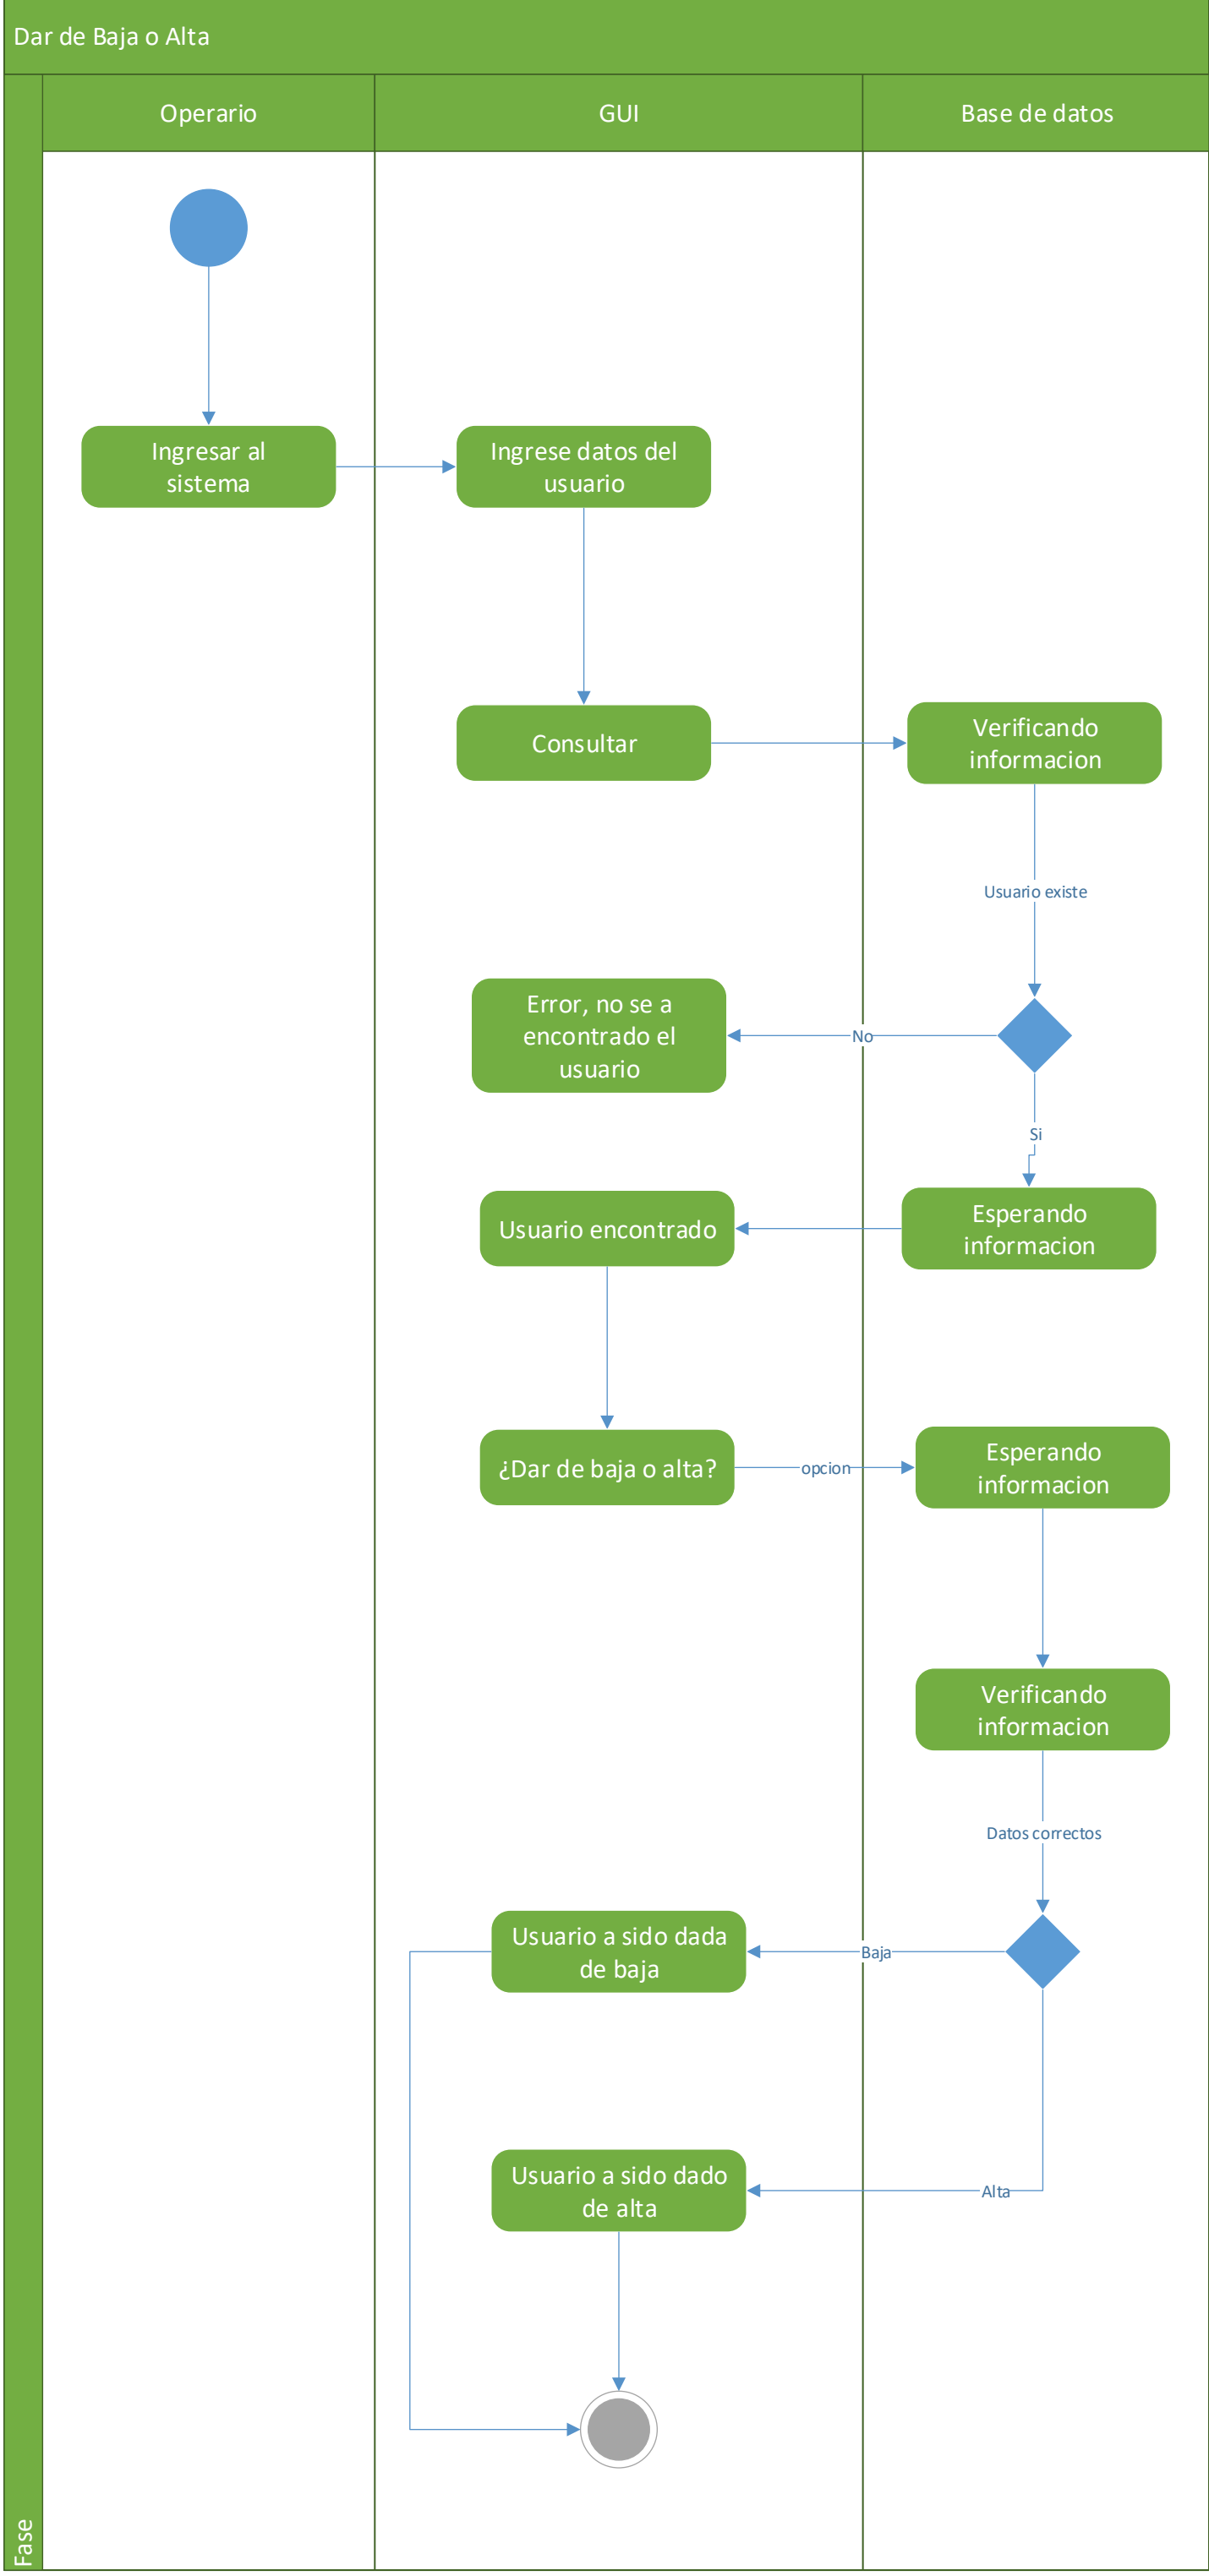 Dar de Baja o Alta
Operario
GUI
Base de datos
Ingresar al
sistema
Ingrese datos del
usuario
Consultar
Verificando
informacion
Usuario existe
Error, no se a
encontrado el
usuario
No
Si
Usuario encontrado
Esperando
informacion
¿Dar de baja o alta?
opcion
Esperando
informacion
Verificando
informacion
Datos correctos
Usuario a sido dada
de baja
Baja
Usuario a sido dado
de alta
Alta
Fase